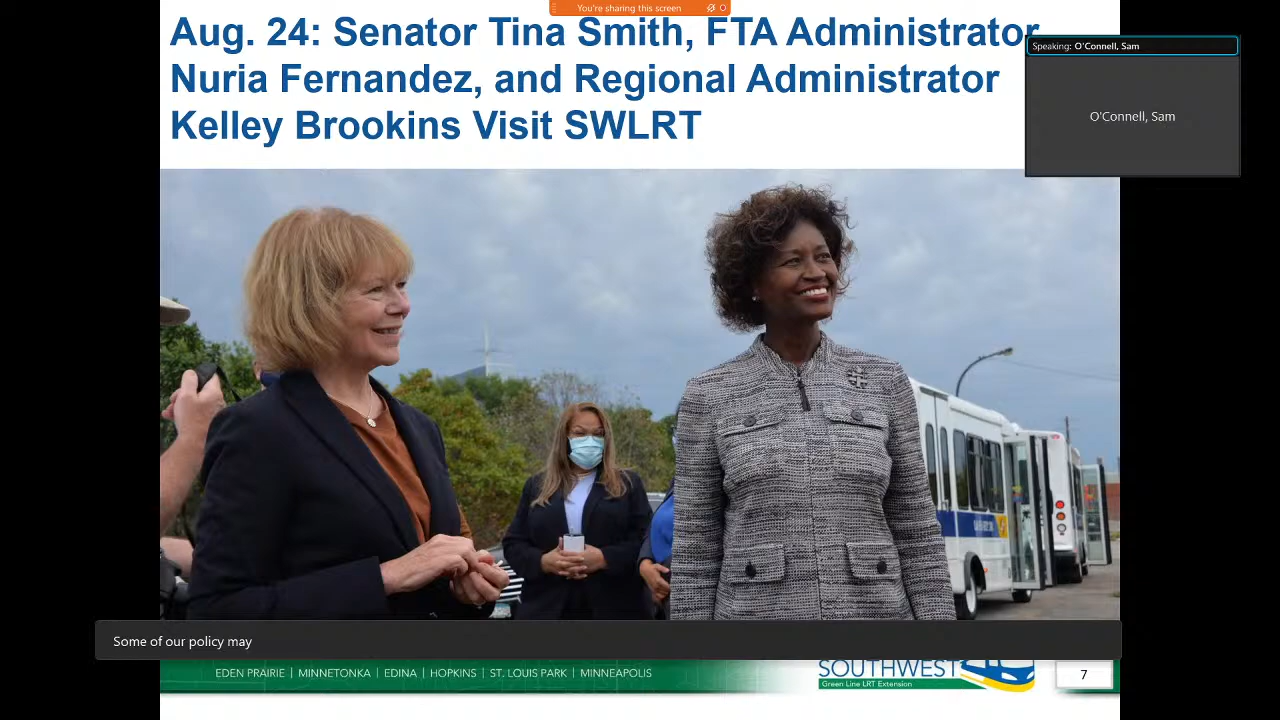 You're sharing this screen
Aug. 24: Senator Tina Smith, FTA Administrator
Nuria Fernandez, and Regional Administrator
Kelley Brookins Visit SWLRT
Speaking: O'Connell, Sam
O'Connell, Sam
Some of our policy may
EDEN PRAIRIE | MINNETONKA | EDINA | HOPKINS | ST. LOUIS PARK | MINNEAPOLIS
SOUTHWEST
Green Line LRT Extension
7